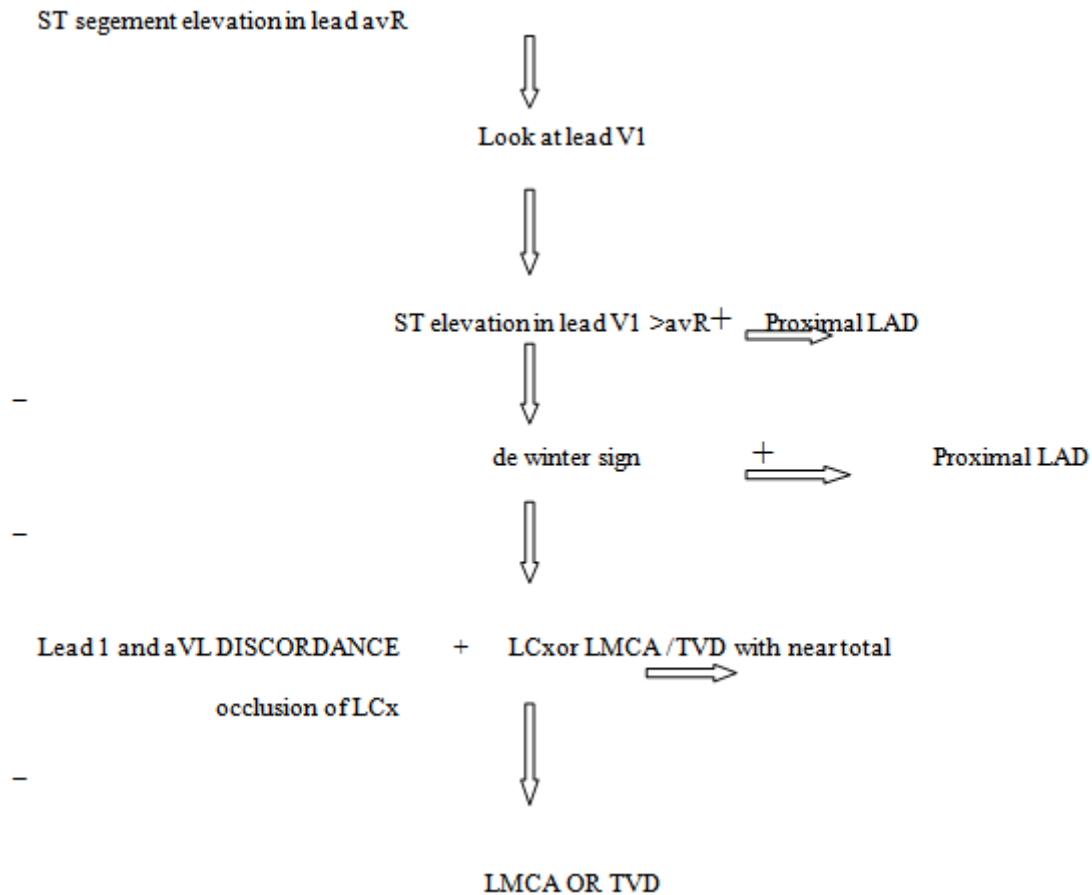 ST segement elevation in lead avR
Look at lead V1
ST elevation in lead V1 >avR + Proximal LAD
–
de winter sign + Proximal LAD
–
Lead 1 and aVL DISCORDANCE + LCxor LMCA /TVD with near total
occlusion of LCx
–
LMCA OR TVD